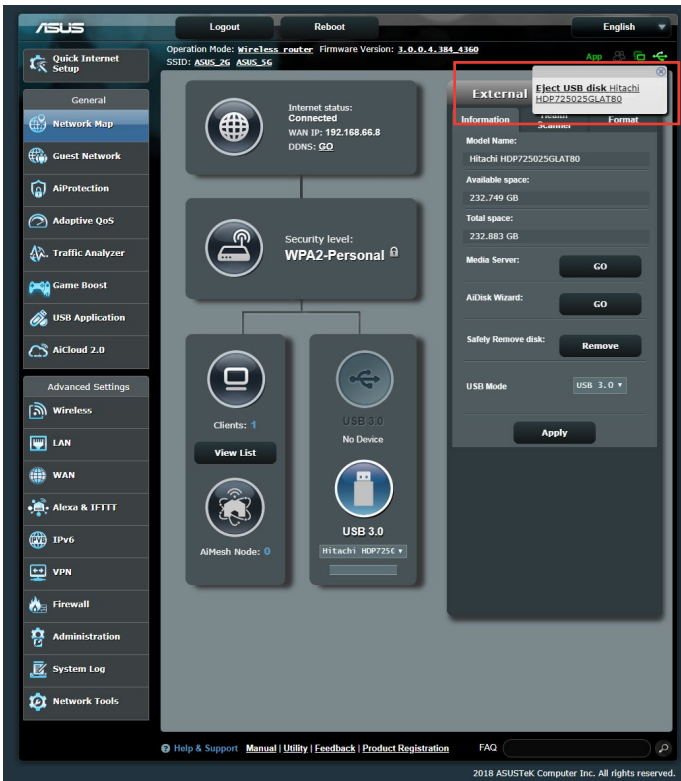 ASUS
Logout
Reboot
English
Quick Internet
Setup
Operation Mode: Wireless router Firmware Version: 3.0.0.4.384_4360
SSID: ASUS_2G ASUS_5G
App
General
Network Map
Guest Network
AiProtection
Adaptive QoS
Traffic Analyzer
Game Boost
USB Application
AiCloud 2.0
Advanced Settings
Wireless
LAN
WAN
Alexa & IFTTT
IPv6
VPN
Firewall
Administration
System Log
Network Tools
Internet status:
Connected
WAN IP: 192.168.66.8
DDNS: GO
Security level:
WPA2-Personal
Clients: 1
View List
AiMesh Node: 0
USB 3.0
No Device
USB 3.0
Hitachi HDP725
External
Eject USB disk Hitachi
HDP725025GLAT80
Information
Health
Scanner
Format
Model Name:
Hitachi HDP725025GLAT80
Available space:
232.749 GB
Total space:
232.883 GB
Media Server:
GO
AiDisk Wizard:
GO
Safely Remove disk:
Remove
USB Mode
USB 3.0
Apply
Help & Support Manual | Utility | Feedback | Product Registration
FAQ
2018 ASUSTeK Computer Inc. All rights reserved.